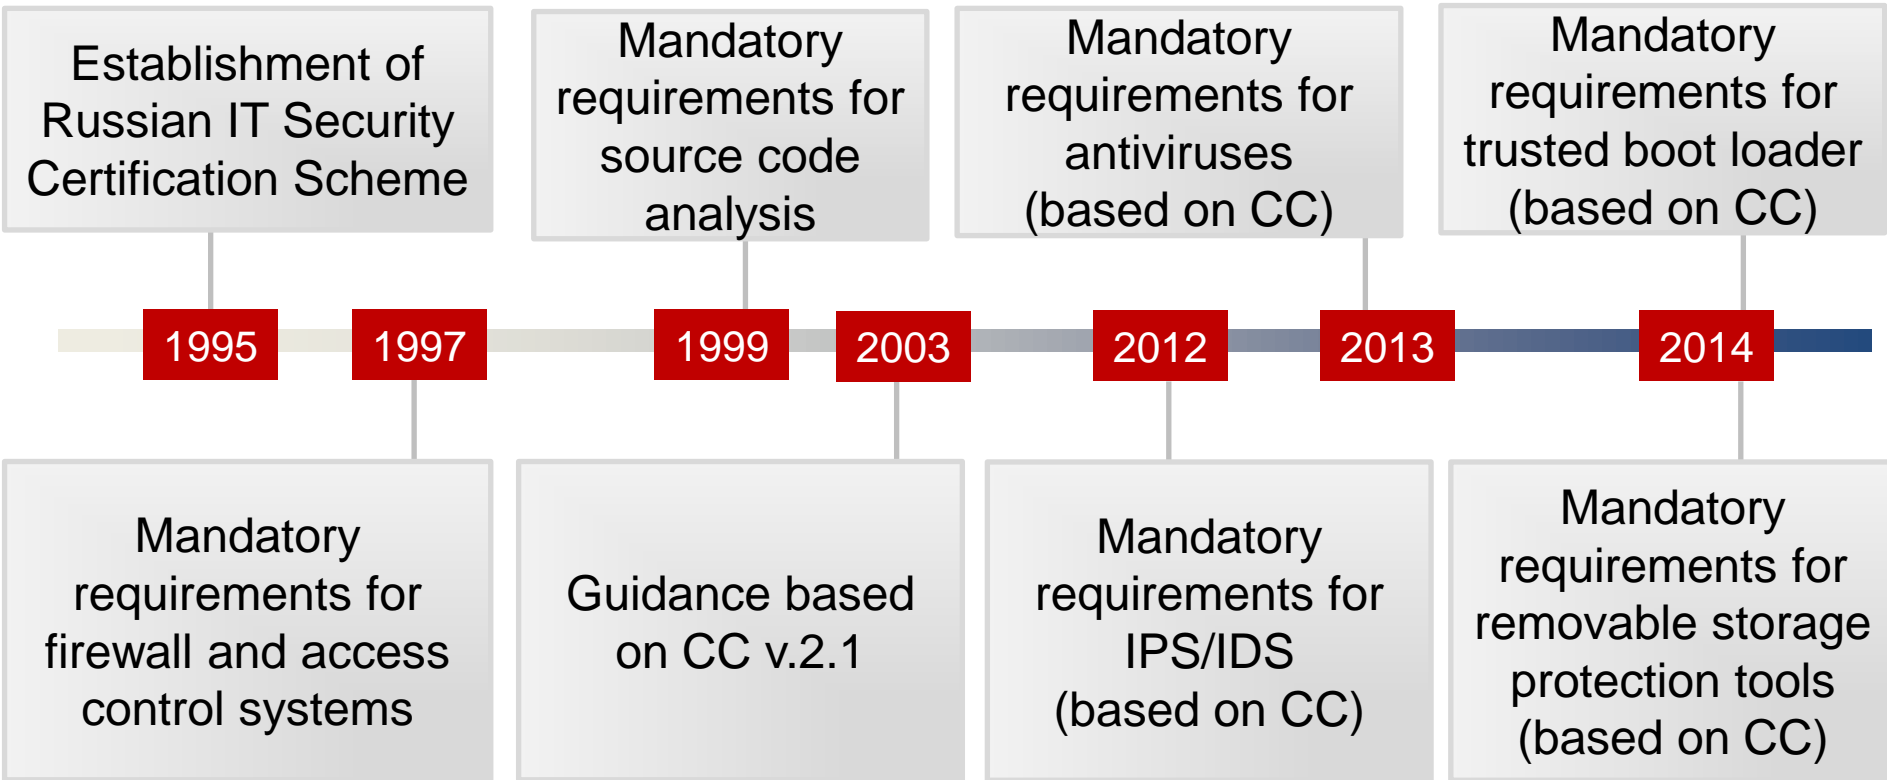 Establishment of
Russian IT Security
Certification Scheme
Mandatory
requirements for
source code
analysis
Mandatory
requirements for
antiviruses
(based on CC)
Mandatory
requirements for
trusted boot loader
(based on CC)
1995
1997
1999
2003
2012
2013
2014
Mandatory
requirements for
firewall and access
control systems
Guidance based
on CC v.2.1
Mandatory
requirements for
IPS/IDS
(based on CC)
Mandatory
requirements for
removable storage
protection tools
(based on CC)